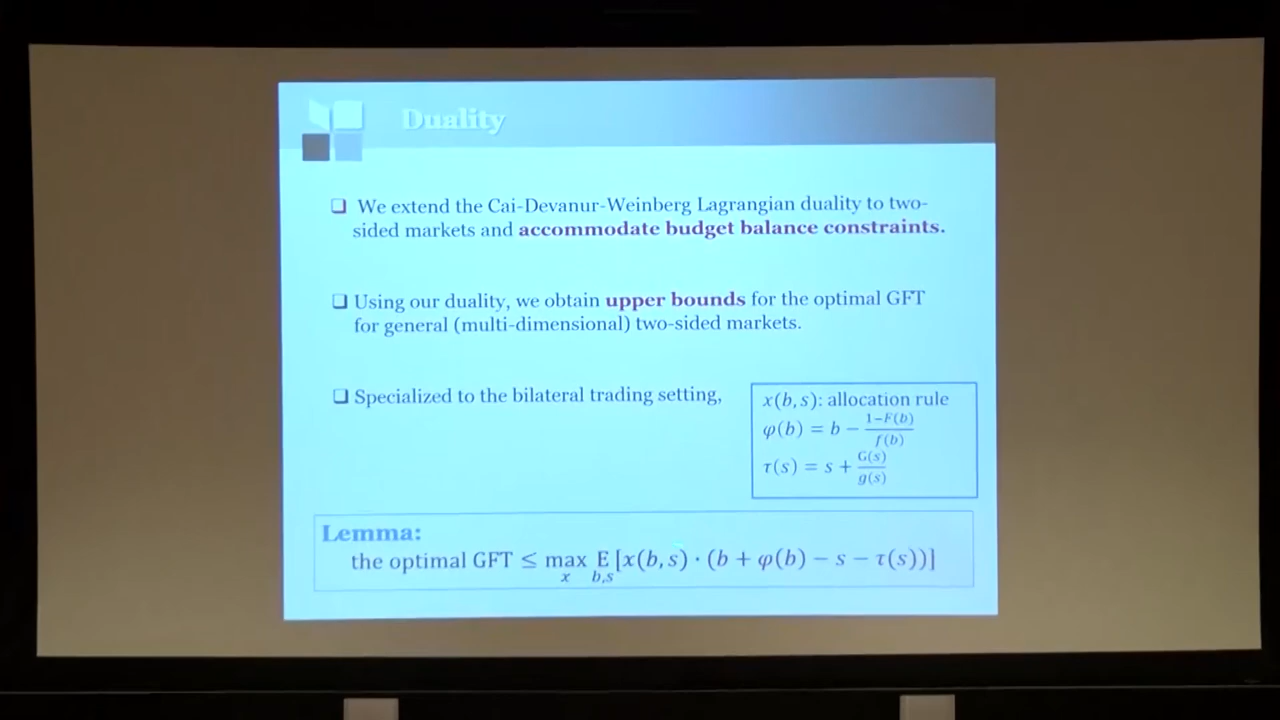 Duality
❑ We extend the Cai-Devanur-Weinberg Lagrangian duality to two-
sided markets and accommodate budget balance constraints.
❑ Using our duality, we obtain upper bounds for the optimal GFT
for general (multi-dimensional) two-sided markets.
❑ Specialized to the bilateral trading setting,
x(b, s): allocation rule
φ(b) = b − \frac{1−F(b)}{f(b)}
τ(s) = s + \frac{G(s)}{g(s)}
Lemma:
the optimal GFT ≤ max_x E_{b,s} [x(b, s) · (b + φ(b) − s − τ(s))]